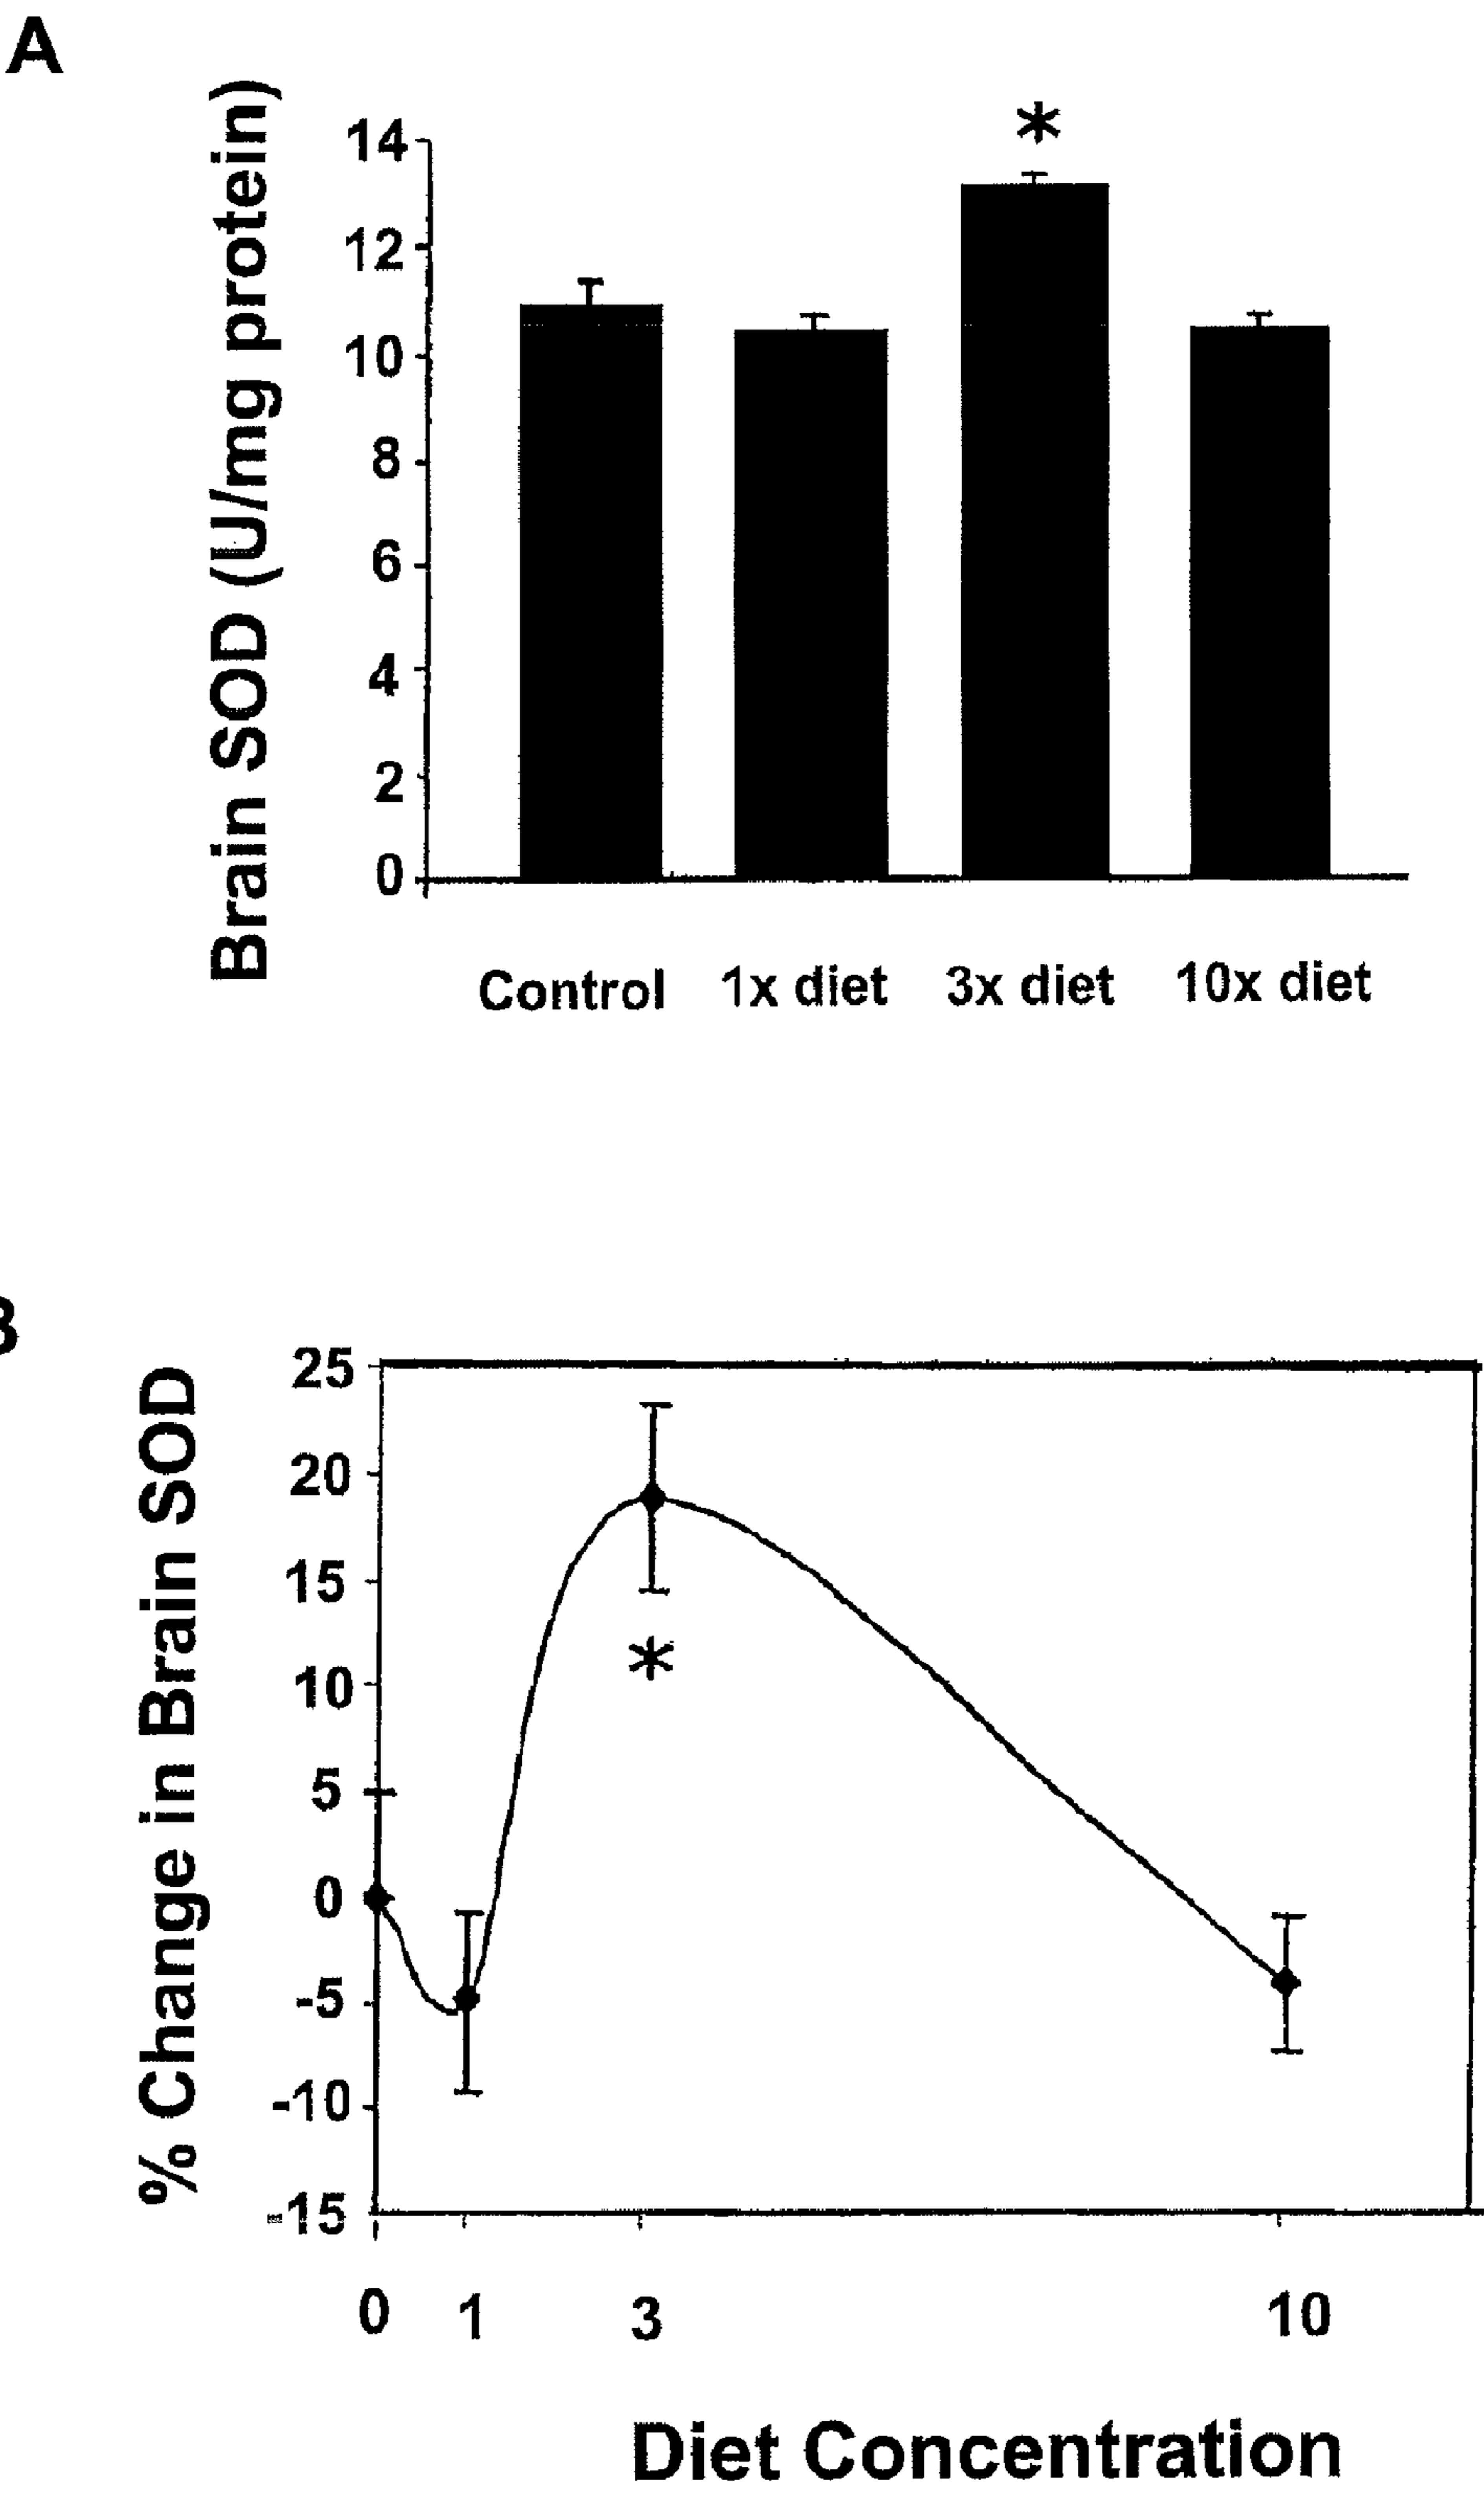 A
Brain SOD (U/mg protein)
14
12
10
8
6
4
2
0
*
Control 1x diet 3x diet 10x diet
B
% Change in Brain SOD
25
20
15
10
5
0
-5
-10
-15
*
0 1 3 10
Diet Concentration